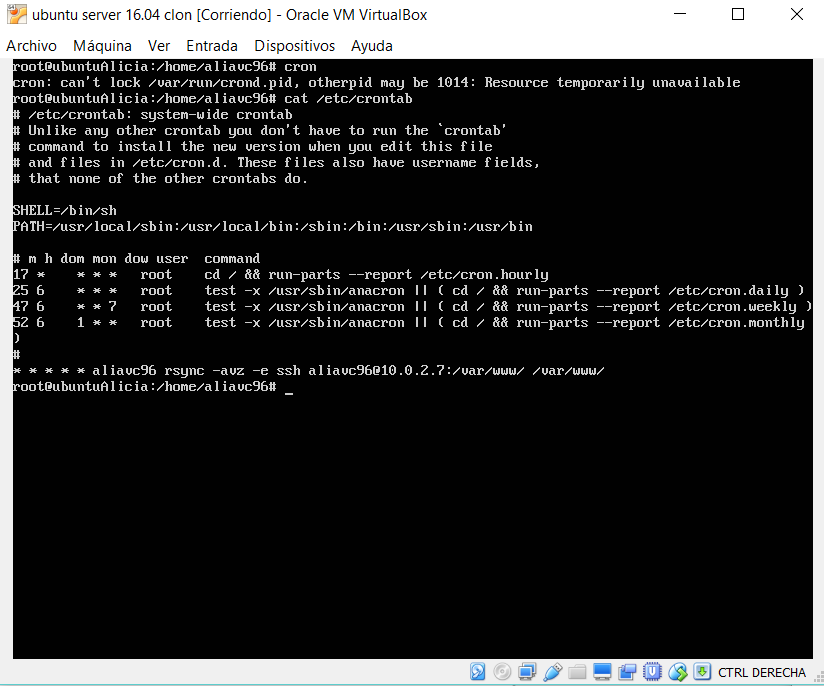 ubuntu server 16.04 clon [Corriendo] - Oracle VM VirtualBox
Archivo Máquina Ver Entrada Dispositivos Ayuda
root@ubuntuAlicia:/home/aliavc96# cron
cron: can't lock /var/run/crond.pid, otherpid may be 1014: Resource temporarily unavailable
root@ubuntuAlicia:/home/aliavc96# cat /etc/crontab
# /etc/crontab: system-wide crontab
# Unlike any other crontab you don't have to run the `crontab'
# command to install the new version when you edit this file
# and files in /etc/cron.d. These files also have username fields,
# that none of the other crontabs do.
SHELL=/bin/sh
PATH=/usr/local/sbin:/usr/local/bin:/sbin:/bin:/usr/sbin:/usr/bin
# m h dom mon dow user  command
17 *    * * *   root    cd / && run-parts --report /etc/cron.hourly
25 6    * * *   root    test -x /usr/sbin/anacron || ( cd / && run-parts --report /etc/cron.daily )
47 6    * * 7   root    test -x /usr/sbin/anacron || ( cd / && run-parts --report /etc/cron.weekly )
52 6    1 * *   root    test -x /usr/sbin/anacron || ( cd / && run-parts --report /etc/cron.monthly
)
#
* * * * * aliavc96 rsync -avz -e ssh aliavc96@10.0.2.7:/var/www/ /var/www/
root@ubuntuAlicia:/home/aliavc96# _
CTRL DERECHA